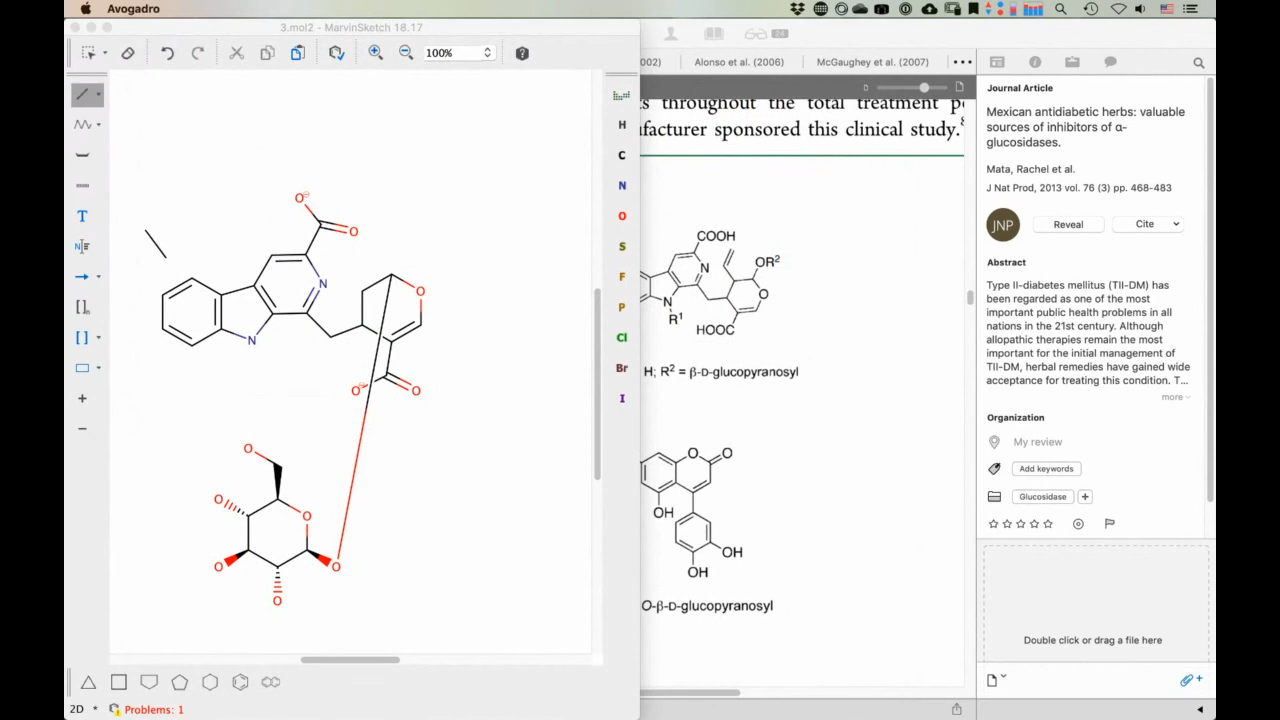 Avogadro
24
3.mol2 - MarvinSketch 18.17
100%
002)
Alonso et al. (2006)
McGaughey et al. (2007)
s throughout the total treatment p
ufacturer sponsored this clinical study.
H
C
N
O
S
F
P
Cl
Br
I
T
N
[ ]n
[ ]
O
O
N
N
O
O
O
O
O
O
O
O
O
O
COOH
N
OR²
O
N
R¹
HOOC
H; R² = β-D-glucopyranosyl
O
O
OH
OH
OH
O-β-D-glucopyranosyl
Journal Article
Mexican antidiabetic herbs: valuable
sources of inhibitors of α-
glucosidases.
Mata, Rachel et al.
J Nat Prod, 2013 vol. 76 (3) pp. 468-483
JNP
Reveal
Cite
Abstract
Type II-diabetes mellitus (TII-DM) has
been regarded as one of the most
important public health problems in all
nations in the 21st century. Although
allopathic therapies remain the most
important for the initial management of
TII-DM, herbal remedies have gained wide
acceptance for treating this condition. T...
more
Organization
My review
Add keywords
Glucosidase
+
Double click or drag a file here
2D *
Problems: 1